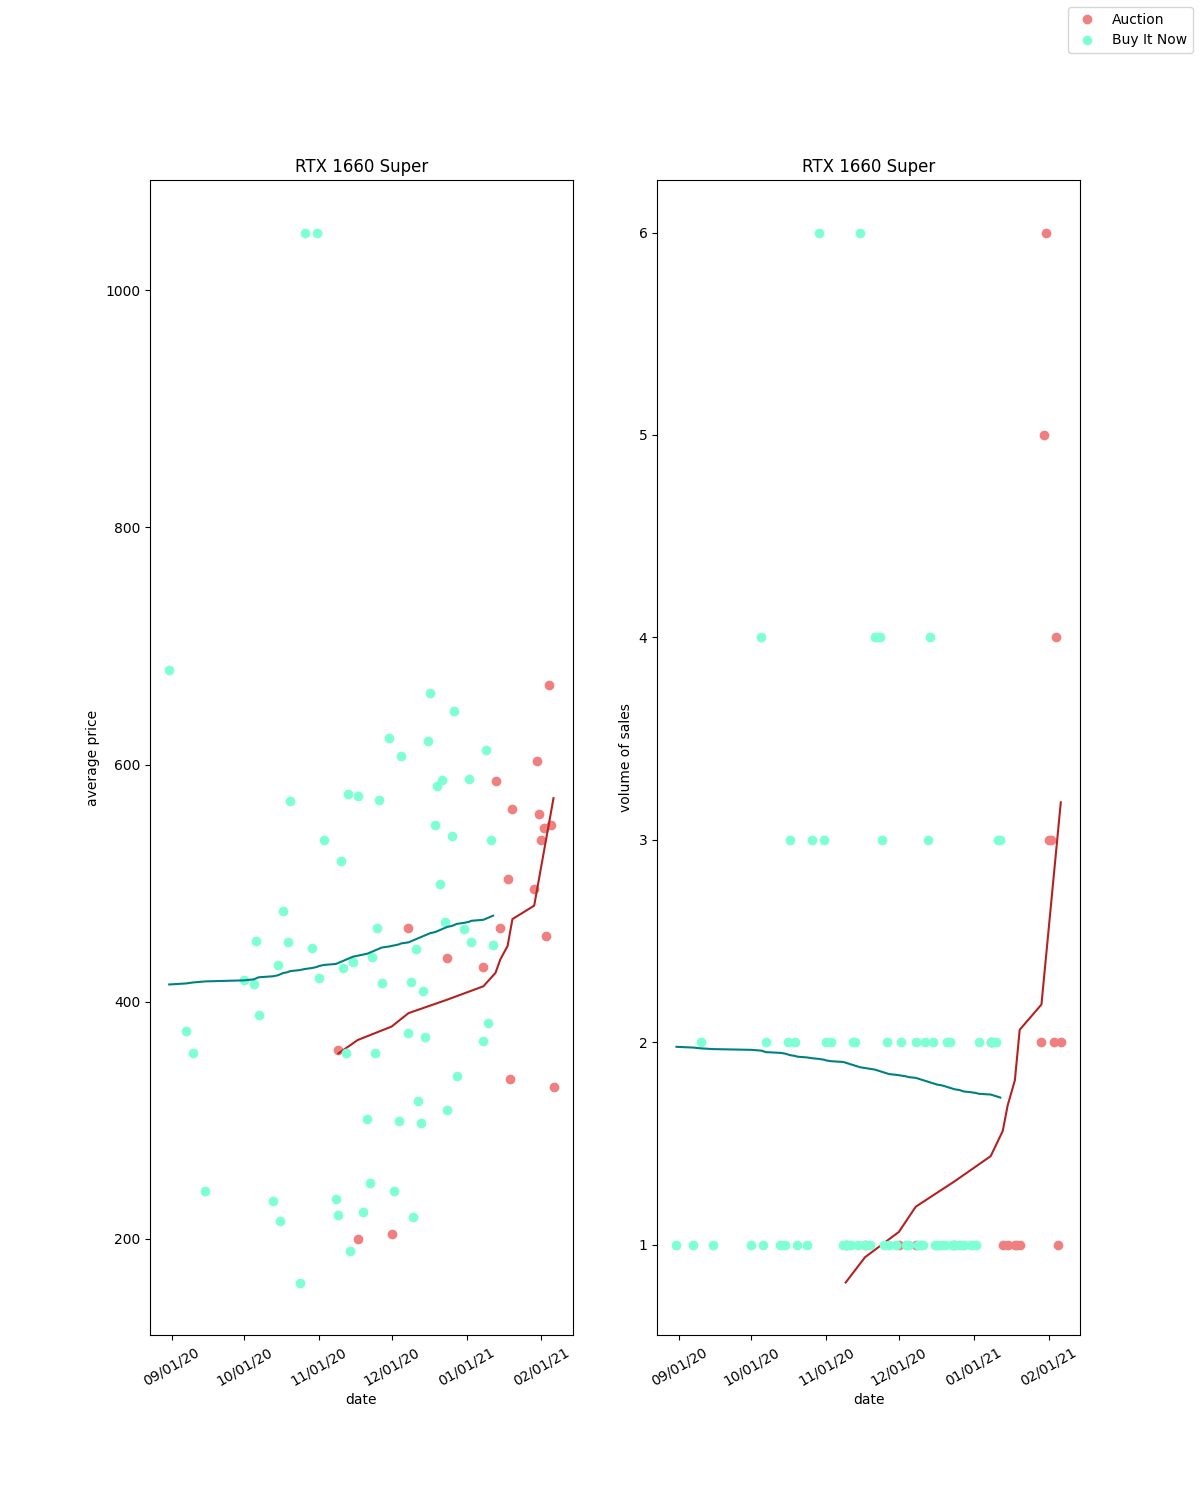 Auction
Buy It Now
RTX 1660 Super
average price
1000
800
600
400
200
09/01/20
10/01/20
11/01/20
12/01/20
01/01/21
02/01/21
date
RTX 1660 Super
volume of sales
6
5
4
3
2
1
09/01/20
10/01/20
11/01/20
12/01/20
01/01/21
02/01/21
date